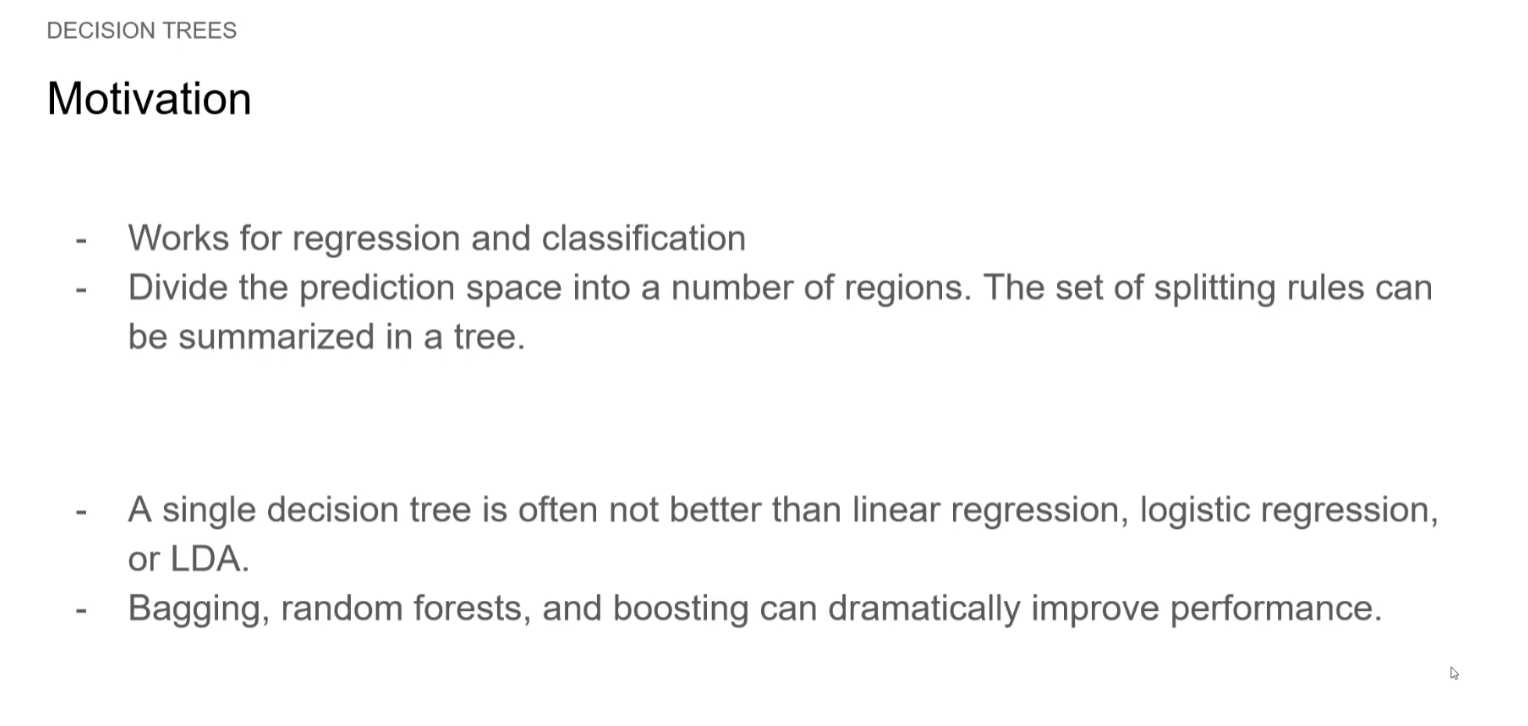 DECISION TREES
Motivation
- Works for regression and classification
- Divide the prediction space into a number of regions. The set of splitting rules can
be summarized in a tree.
- A single decision tree is often not better than linear regression, logistic regression,
or LDA.
- Bagging, random forests, and boosting can dramatically improve performance.